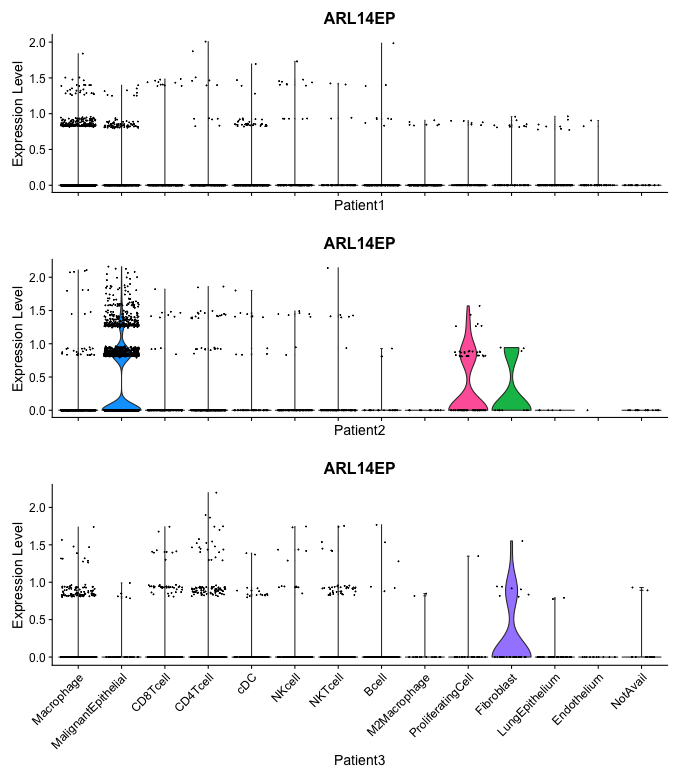 ARL14EP
Expression Level
2.0
1.5
1.0
0.5
0.0
Patient1
ARL14EP
Expression Level
2.0
1.5
1.0
0.5
0.0
Patient2
ARL14EP
Expression Level
2.0
1.5
1.0
0.5
0.0
Macrophage
MalignantEpithelial
CD8Tcell
CD4Tcell
cDC
NKcell
NKTcell
Bcell
M2Macrophage
ProliferatingCell
Fibroblast
LungEpithelium
Endothelium
NotAvail
Patient3